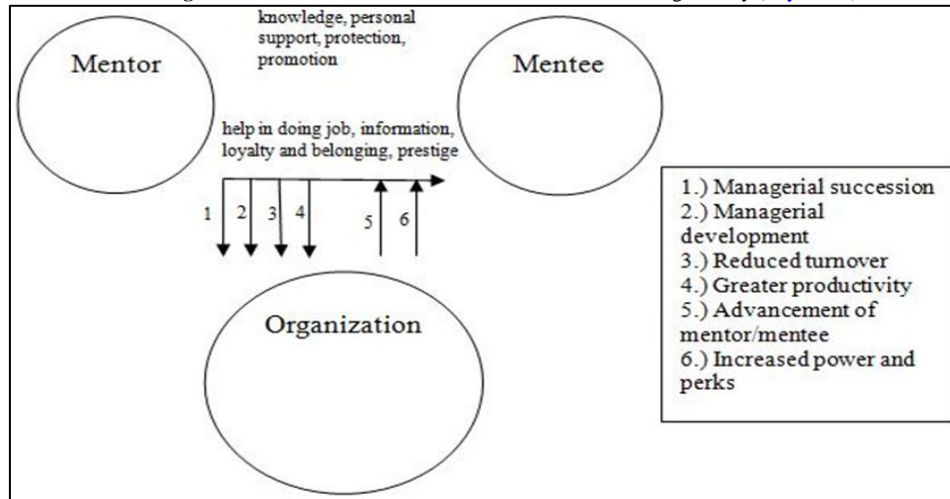 knowledge, personal
support, protection,
promotion
Mentor
Mentee
help in doing job, information,
loyalty and belonging, prestige
1
2
3
4
5
6
Organization
1.) Managerial succession
2.) Managerial
development
3.) Reduced turnover
4.) Greater productivity
5.) Advancement of
mentor/mentee
6.) Increased power and
perks